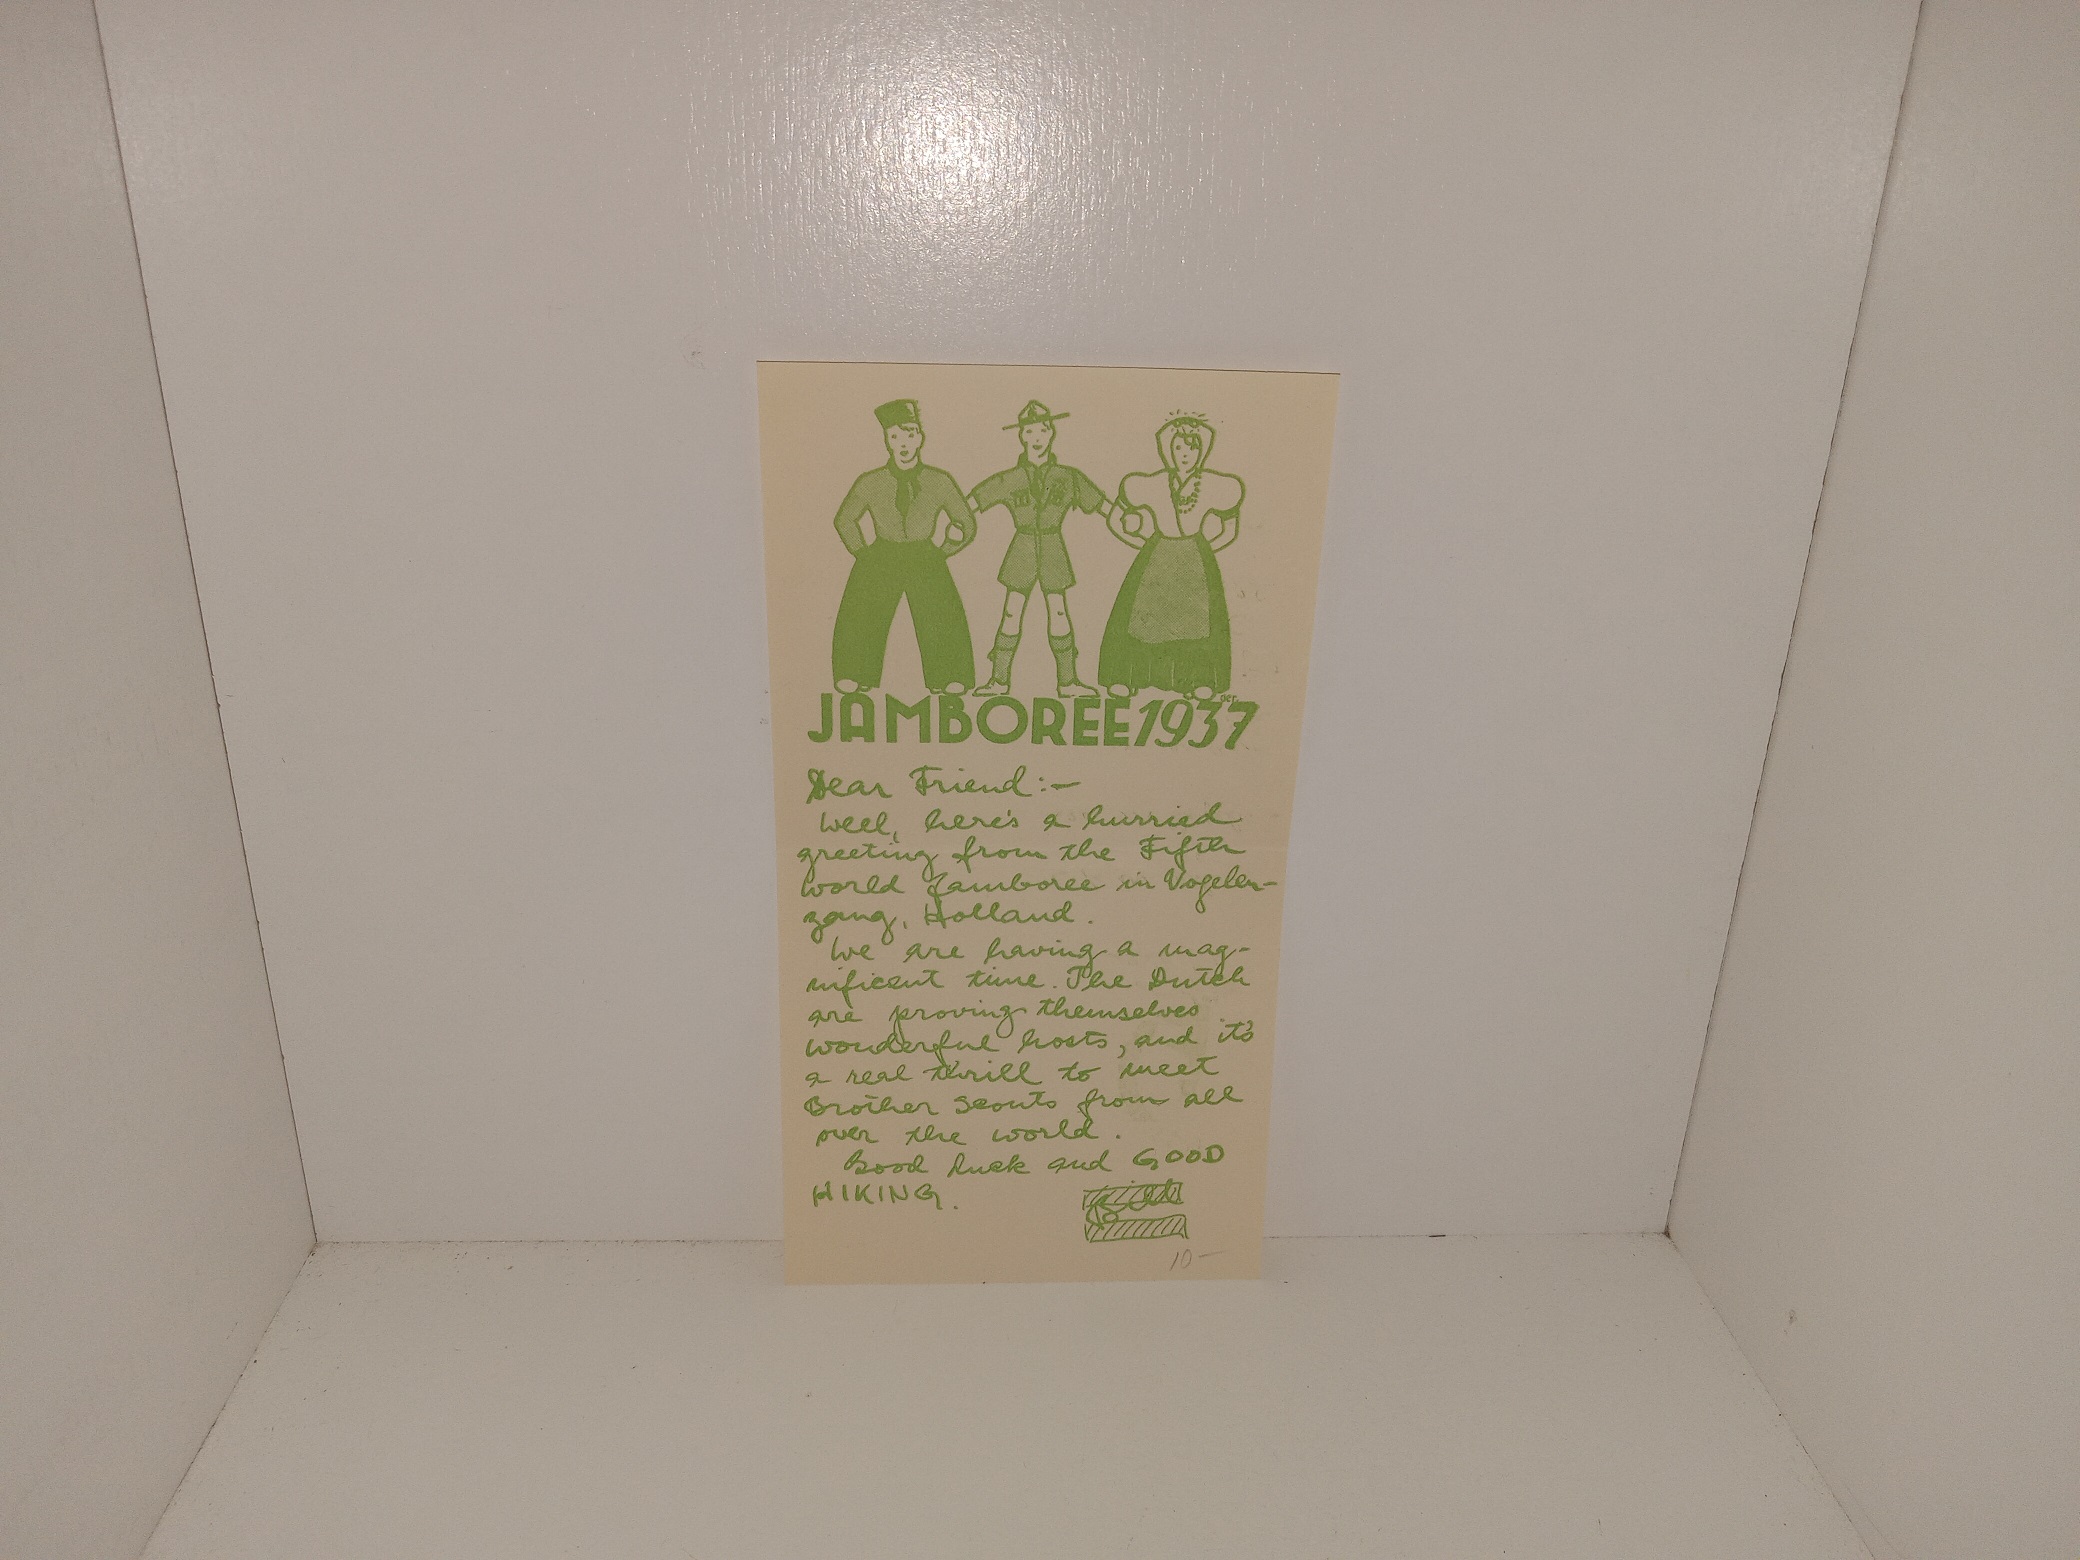 per.
JAMBOREE 1937
Dear Friend:-
Well, here's a hurried
greeting from the Fifth
World Jamboree in Vogelen-
zang, Holland.
We are having a mag-
nificent time. The Dutch
are proving themselves
wonderful hosts, and it's
a real thrill to meet
Brother Scouts from all
over the world.
Good luck and GOOD
HIKING.
10-